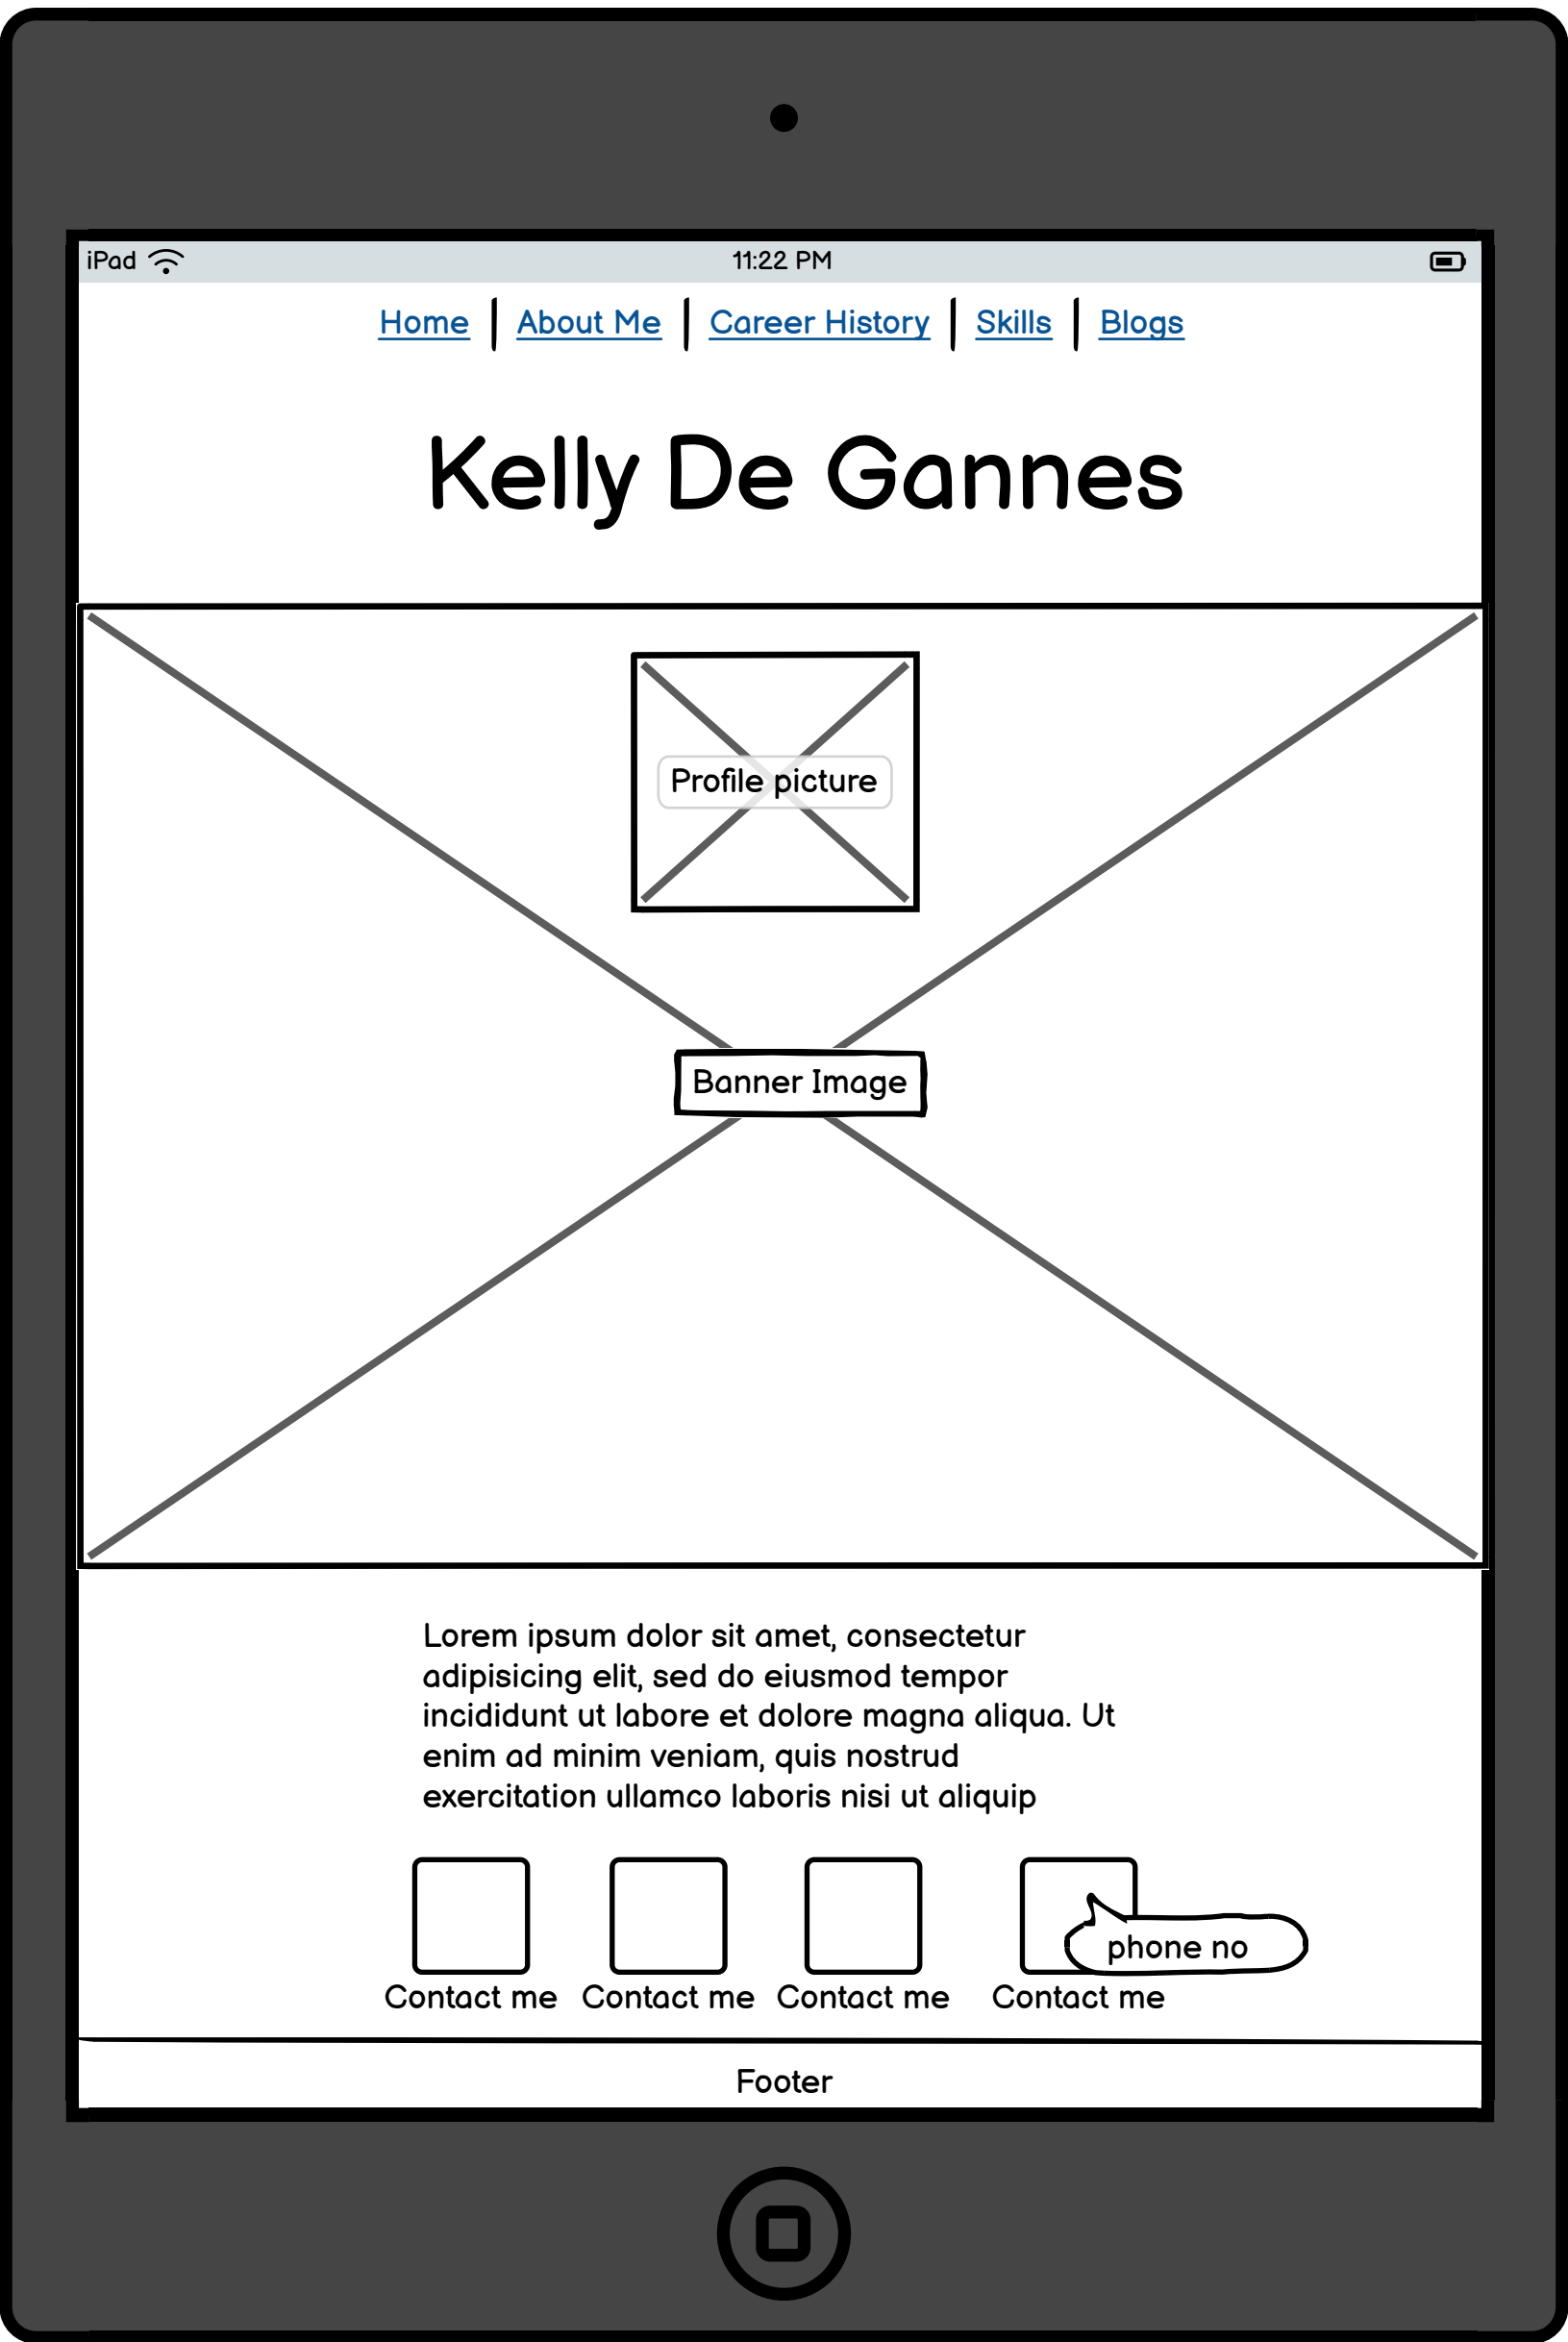 iPad 11:22 PM
Home About Me Career History Skills Blogs
Kelly De Gannes
Profile picture
Banner Image
Lorem ipsum dolor sit amet, consectetur
adipisicing elit, sed do eiusmod tempor
incididunt ut labore et dolore magna aliqua. Ut
enim ad minim veniam, quis nostrud
exercitation ullamco laboris nisi ut aliquip
phone no
Contact me Contact me Contact me Contact me
Footer